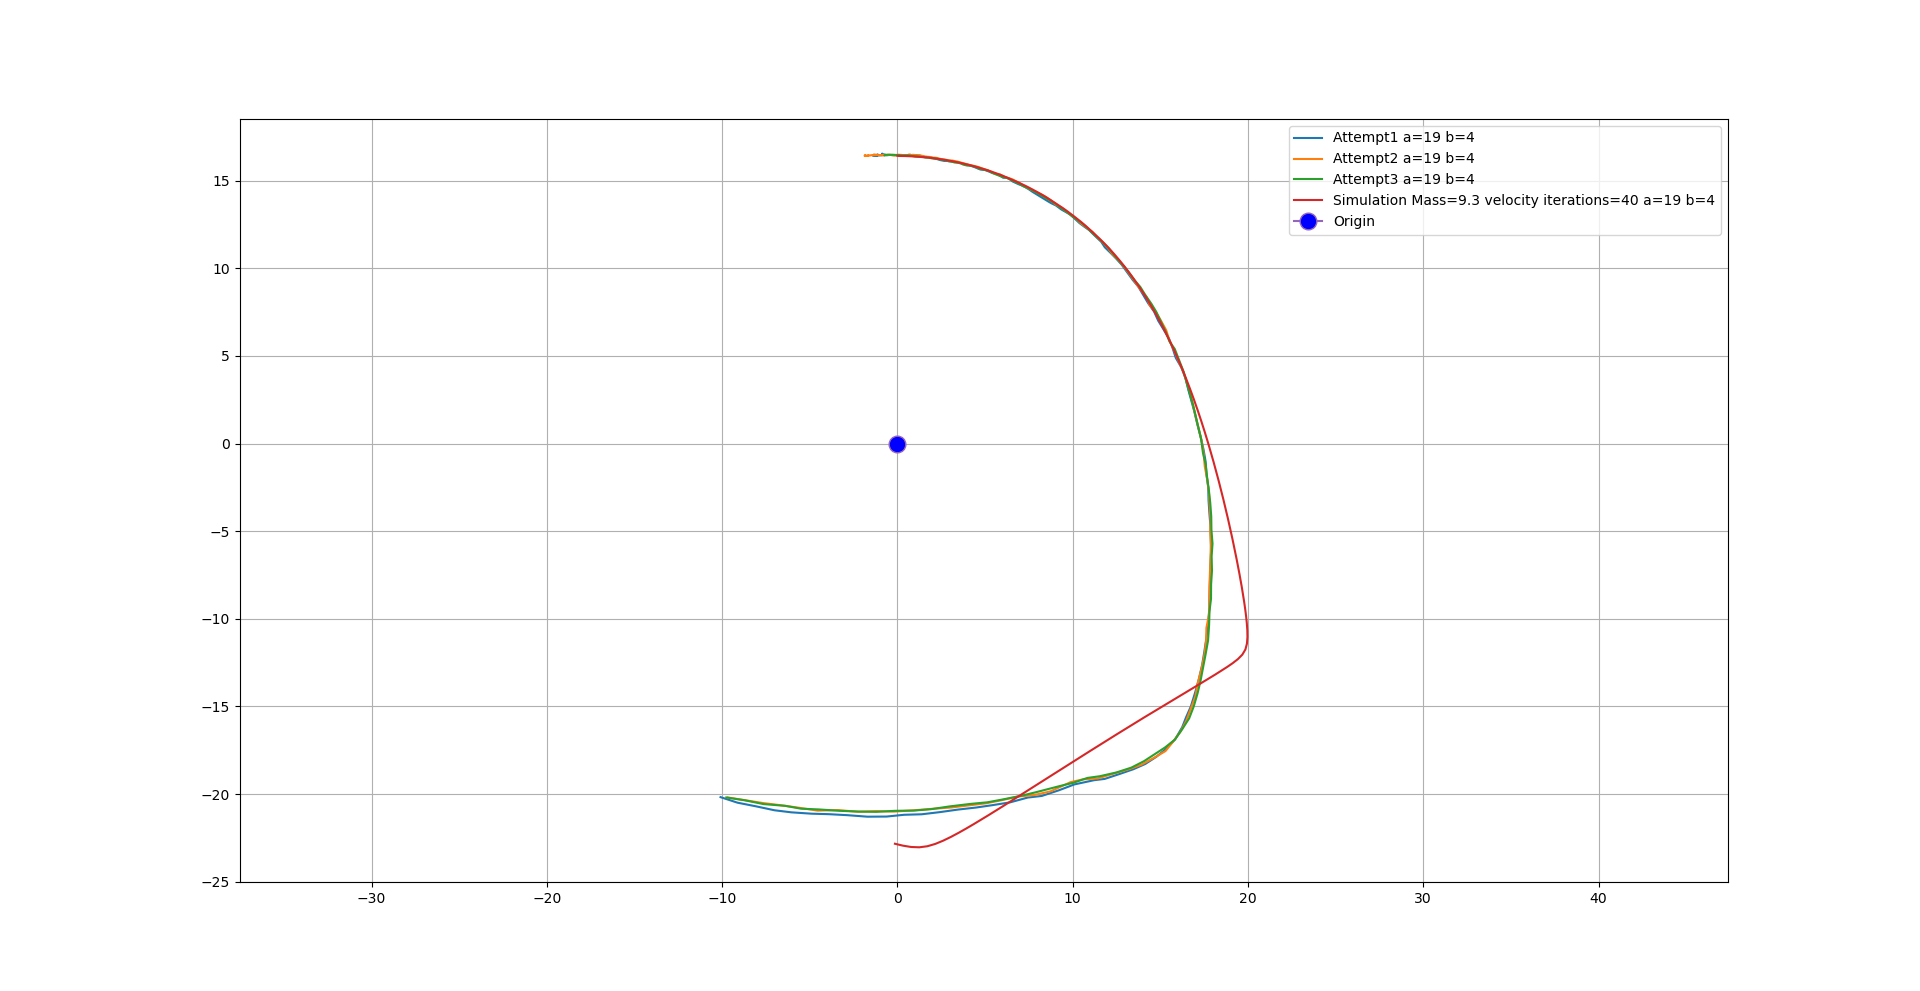 Attempt1 a=19 b=4
Attempt2 a=19 b=4
Attempt3 a=19 b=4
Simulation Mass=9.3 velocity iterations=40 a=19 b=4
Origin
15
10
5
0
−5
−10
−15
−20
−25
−30 −20 −10 0 10 20 30 40